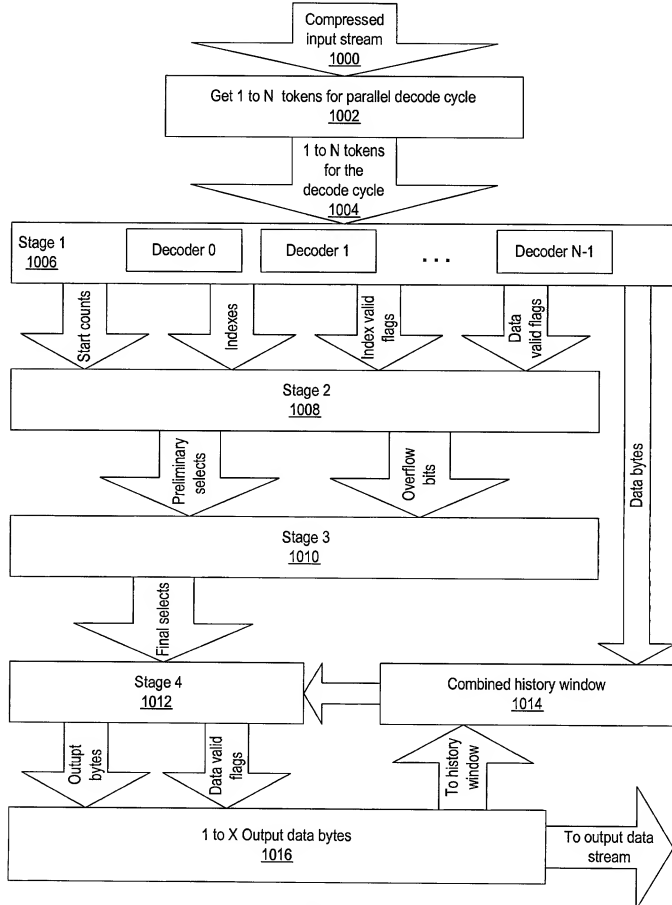 Compressed
input stream
1000
Get 1 to N tokens for parallel decode cycle
1002
1 to N tokens
for the
decode cycle
1004
Stage 1
1006
Decoder 0
Decoder 1
. . .
Decoder N-1
Start counts
Indexes
Index valid
flags
Data
valid flags
Data bytes
Stage 2
1008
Preliminary
selects
Overflow
bits
Stage 3
1010
Final selects
Stage 4
1012
Combined history window
1014
Outupt
bytes
Data valid
flags
To history
window
1 to X Output data bytes
1016
To output data
stream